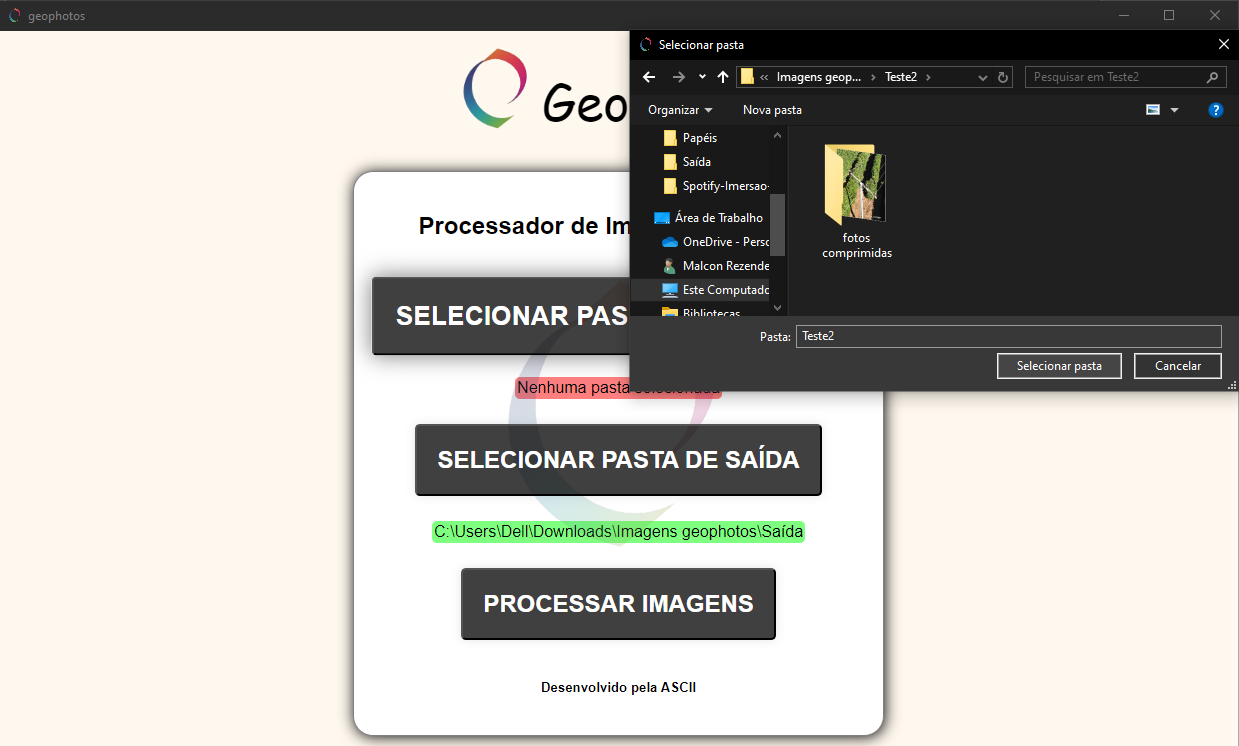 geophotos
Geo
Processador de Im
SELECIONAR PAS
Nenhuma pasta selecionada
SELECIONAR PASTA DE SAÍDA
C:\Users\Dell\Downloads\Imagens geophotos\Saída
PROCESSAR IMAGENS
Desenvolvido pela ASCII
Selecionar pasta
« Imagens geop... › Teste2 ›
Pesquisar em Teste2
Organizar
Nova pasta
?
Papéis
Saída
Spotify-Imersao-
Área de Trabalho
OneDrive - Perso
Malcon Rezende
Este Computado
Bibliotecas
fotos
comprimidas
Pasta:
Teste2
Selecionar pasta
Cancelar